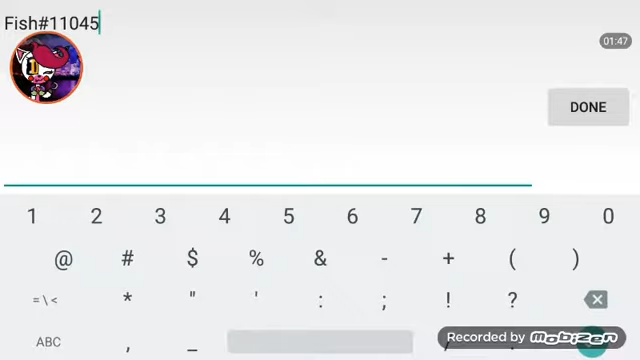 Fish#11045
01:47
DONE
1 2 3 4 5 6 7 8 9 0
@ # $ % & - + ( )
= \ < * " ' : ; ! ?
ABC , _ /
Recorded by mobizen